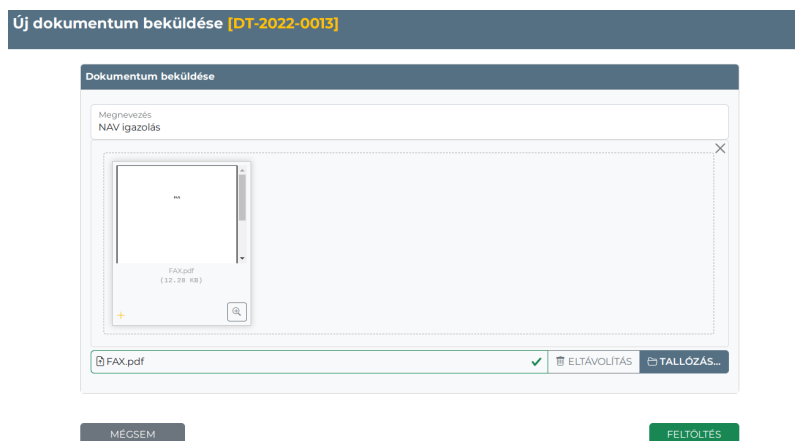 Új dokumentum beküldése [DT-2022-0013]
Dokumentum beküldése
Megnevezés
NAV igazolás
FAX.pdf
(12.28 KB)
FAX.pdf
ELTÁVOLÍTÁS
TALLÓZÁS...
MÉGSEM
FELTÖLTÉS